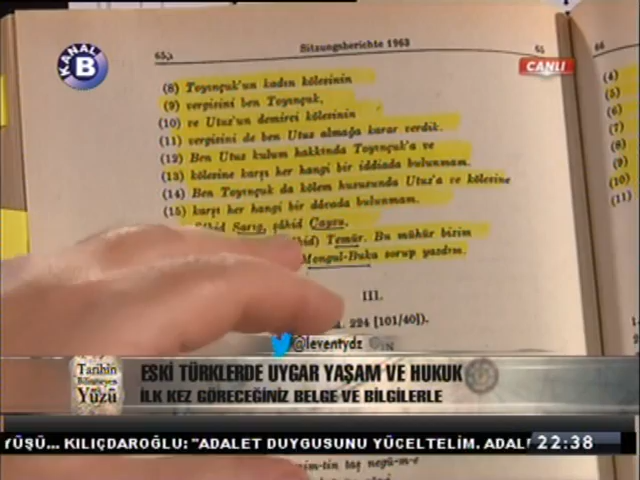 KANAL B
65
Sitzungsberichte 1963
65
66
CANLI
(8) Toyınçuk'un kadın kölesinin
(9) vergisini ben Toyınçuk,
(10) ve Utuz'un demirci kölesinin
(11) vergisini de ben Utuz almağa karar verdik.
(12) Ben Utuz kulum hakkında Toyınçuk'a ve
(13) kölesine karşı her hangi bir iddiada bulunmam.
(14) Ben Toyınçuk da kölem hususunda Utuz'a ve kölesine
(15) karşı her hangi bir ddeada bulunmam.
Sarıg, şâhid Çaysu.
Temür. Bu mühür bizim
Mengul-Buka sorup yazdım.
III.
224 [101/40]).
(4)
(5)
(6)
(7)
(8)
(9)
(10)
(11)
@leventydz
Tarihin
Bilinmeyen
Yüzü
ESKİ TÜRKLERDE UYGAR YAŞAM VE HUKUK
İLK KEZ GÖRECEĞİNİZ BELGE VE BİLGİLERLE
YÜŞÜ... KILIÇDAROĞLU: "ADALET DUYGUSUNU YÜCELTELİM. ADAL
22:38